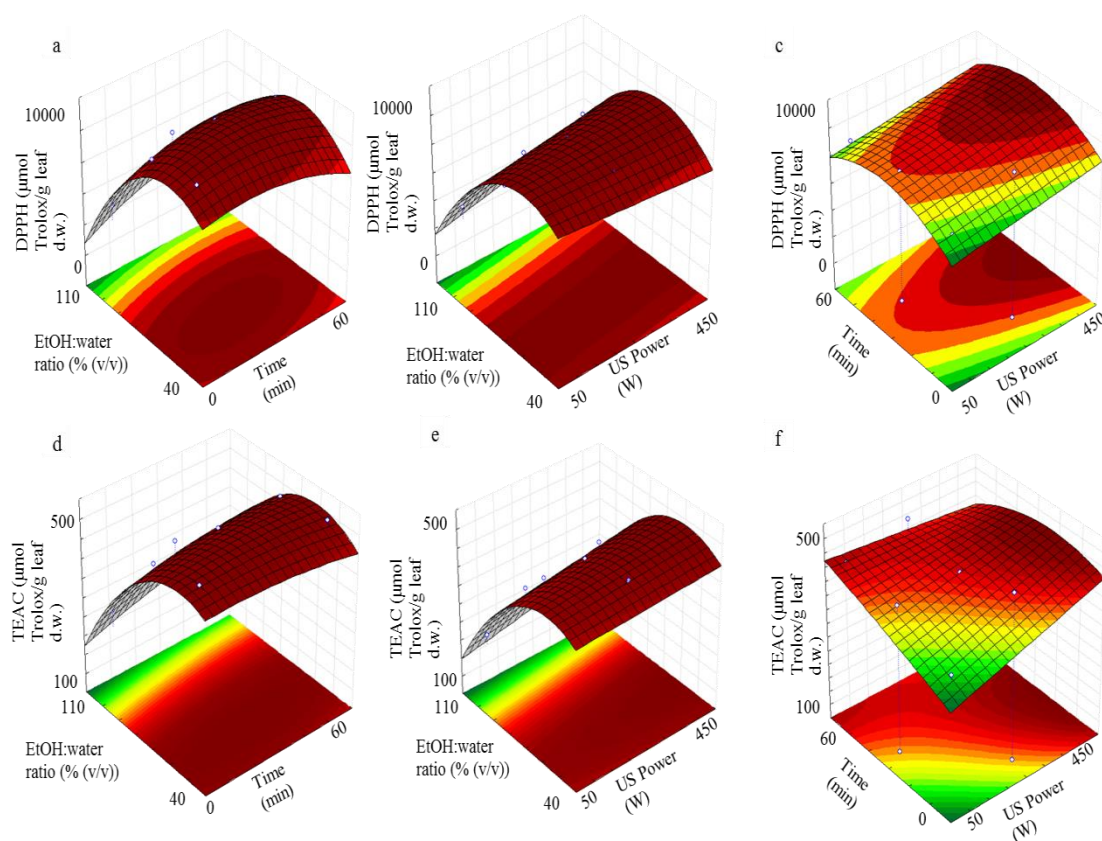 a
10000
DPPH (µmol
Trolox/g leaf
d.w.)
0
110
EtOH:water
ratio (% (v/v))
40
0
Time
(min)
60
10000
DPPH (µmol
Trolox/g leaf
d.w.)
0
110
EtOH:water
ratio (% (v/v))
40
50
US Power
(W)
450
c
10000
DPPH (µmol
Trolox/g leaf
d.w.)
0
60
Time
(min)
0
50
US Power
(W)
450
d
500
TEAC (µmol
Trolox/g leaf
d.w.)
100
110
EtOH:water
ratio (% (v/v))
40
0
Time
(min)
60
e
500
TEAC (µmol
Trolox/g leaf
d.w.)
100
110
EtOH:water
ratio (% (v/v))
40
50
US Power
(W)
450
f
500
TEAC (µmol
Trolox/g leaf
d.w.)
100
60
Time
(min)
0
50
US Power
(W)
450